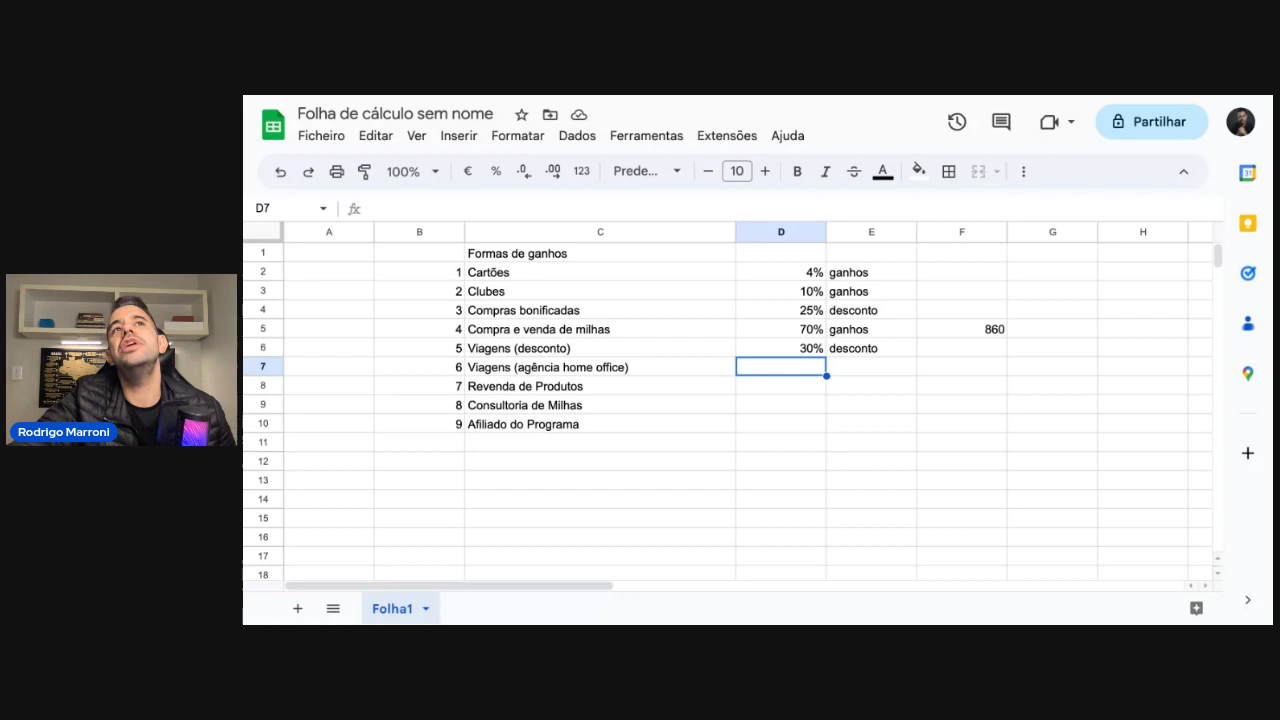 Folha de cálculo sem nome
Ficheiro Editar Ver Inserir Formatar Dados Ferramentas Extensões Ajuda
Partilhar
100% € % .0 .00 123 Prede... 10 B I S A
D7 fx
A B C D E F G H
1 Formas de ganhos
2 1 Cartões 4% ganhos
3 2 Clubes 10% ganhos
4 3 Compras bonificadas 25% desconto
5 4 Compra e venda de milhas 70% ganhos 860
6 5 Viagens (desconto) 30% desconto
7 6 Viagens (agência home office)
8 7 Revenda de Produtos
9 8 Consultoria de Milhas
10 9 Afiliado do Programa
11
12
13
14
15
16
17
18
Folha1
31
Rodrigo Marroni